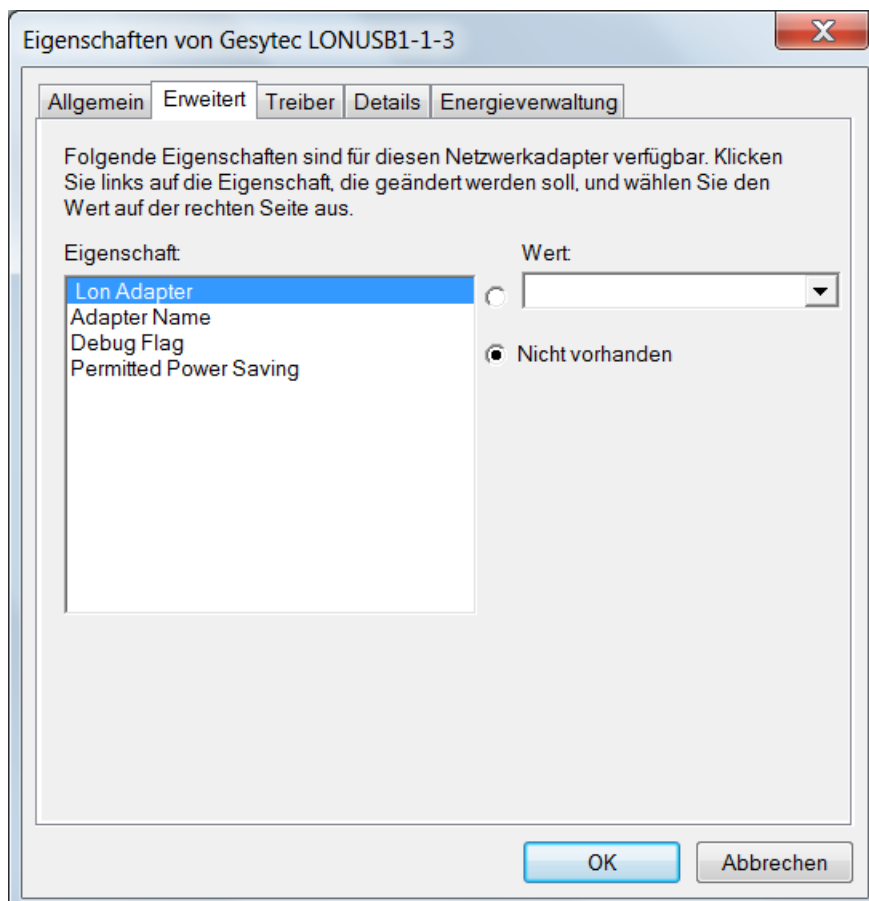 Eigenschaften von Gesytec LONUSB1-1-3
Allgemein Erweitert Treiber Details Energieverwaltung
Folgende Eigenschaften sind für diesen Netzwerkadapter verfügbar. Klicken
Sie links auf die Eigenschaft, die geändert werden soll, und wählen Sie den
Wert auf der rechten Seite aus.
Eigenschaft: Wert:
Lon Adapter
Adapter Name
Debug Flag
Nicht vorhanden
Permitted Power Saving
OK Abbrechen